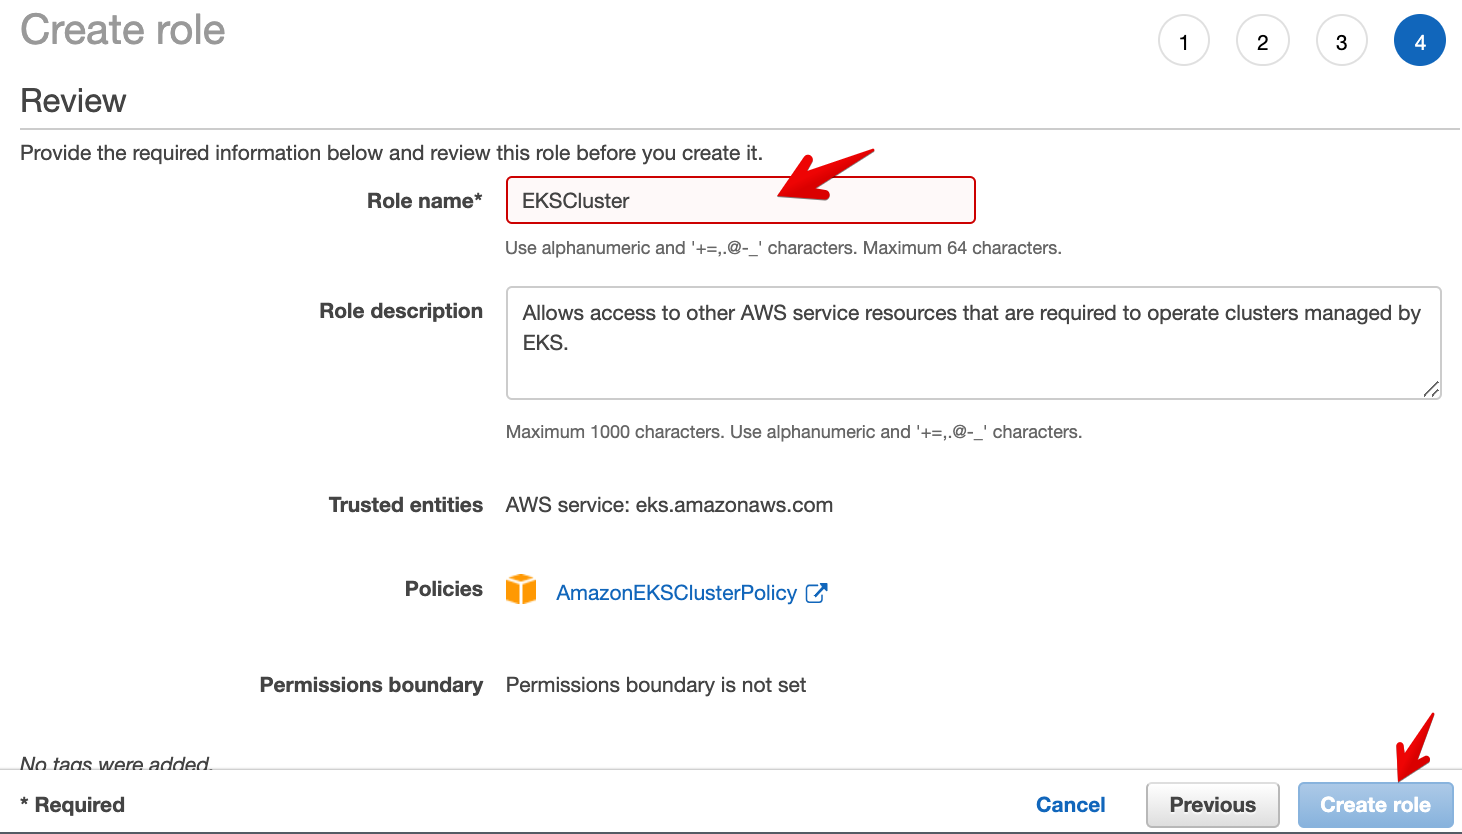 Create role
1 2 3 4
Review
Provide the required information below and review this role before you create it.
Role name* EKSCluster
Use alphanumeric and '+=,.@-_' characters. Maximum 64 characters.
Role description Allows access to other AWS service resources that are required to operate clusters managed by
EKS.
Maximum 1000 characters. Use alphanumeric and '+=,.@-_' characters.
Trusted entities AWS service: eks.amazonaws.com
Policies AmazonEKSClusterPolicy
Permissions boundary Permissions boundary is not set
No tags were added.
* Required Cancel Previous Create role